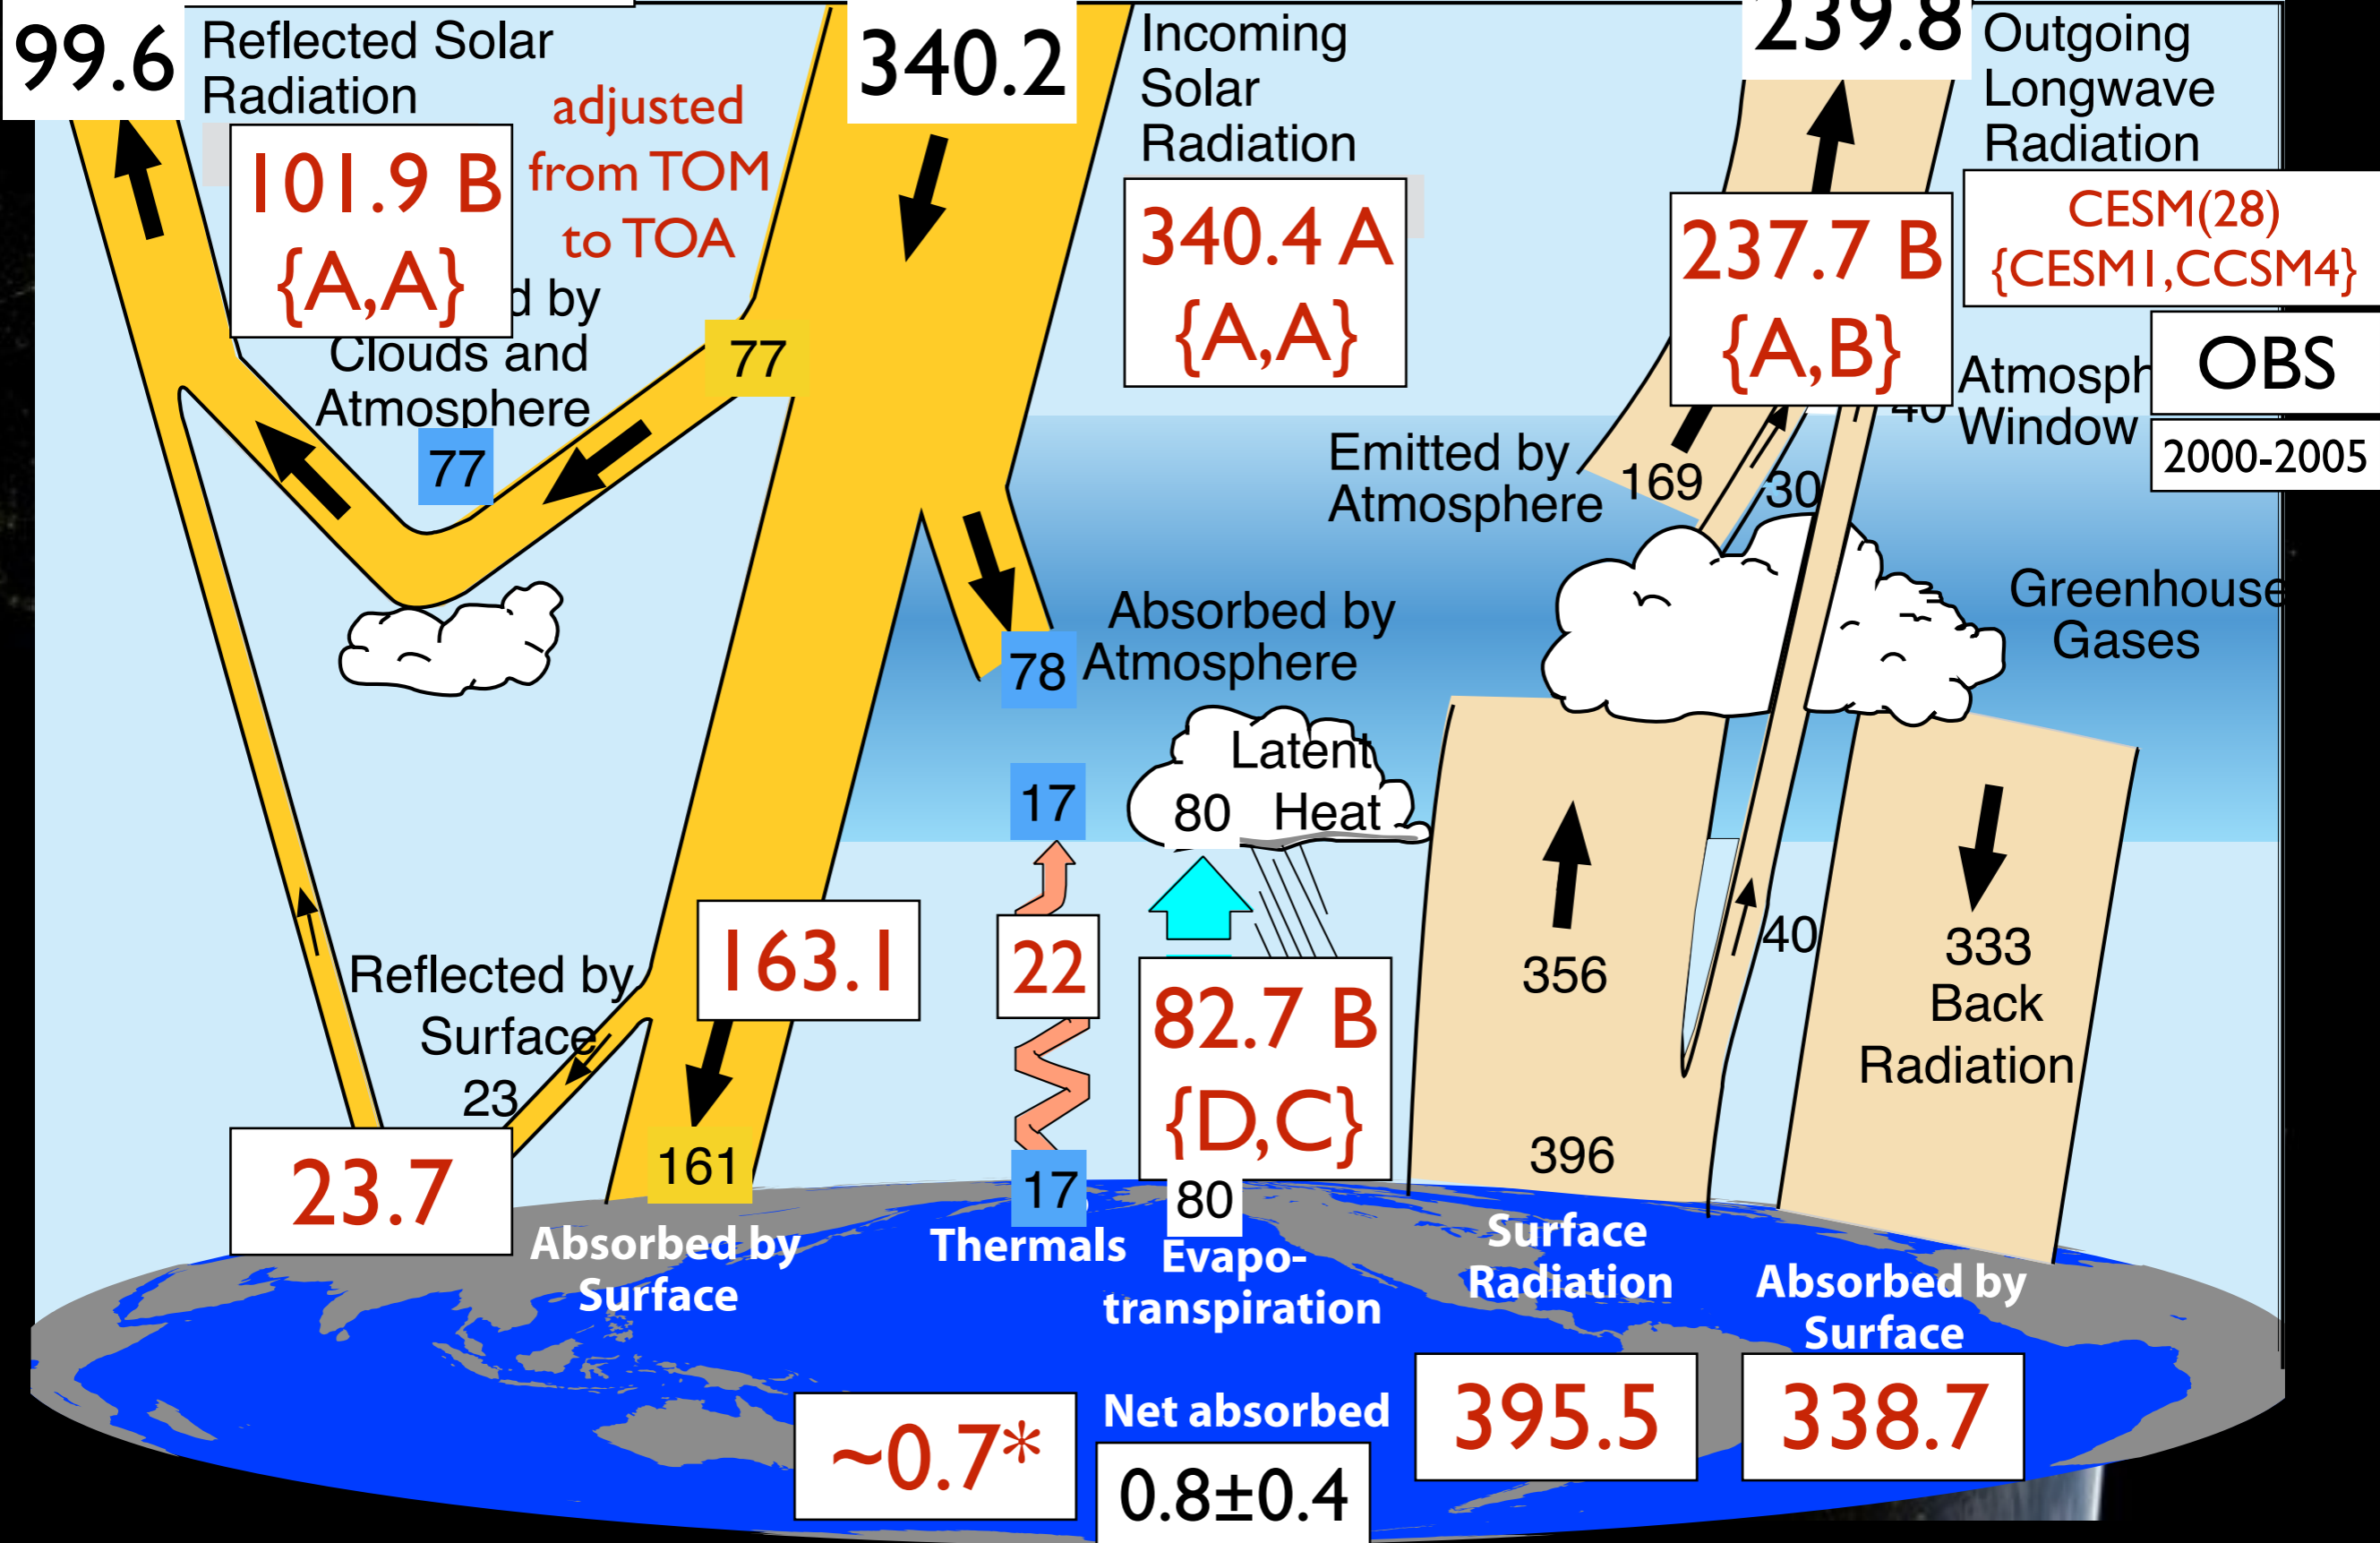 99.6
Reflected Solar
Radiation
101.9 B
{A,A}
adjusted
from TOM
to TOA
340.2
Incoming
Solar
Radiation
340.4 A
{A,A}
239.8
Outgoing
Longwave
Radiation
237.7 B
{A,B}
CESM(28)
{CESM1,CCSM4}
OBS
2000-2005
d by
Clouds and
Atmosphere
77
77
Atmosph
Window
40
Emitted by
Atmosphere
169
30
Greenhouse
Gases
Absorbed by
Atmosphere
78
17
Latent
Heat
80
163.1
22
82.7 B
{D,C}
356
40
333
Back
Radiation
Reflected by
Surface
23
23.7
161
17
80
396
Absorbed by
Surface
Thermals
Evapo-
transpiration
Surface
Radiation
Absorbed by
Surface
~0.7*
Net absorbed
0.8±0.4
395.5
338.7